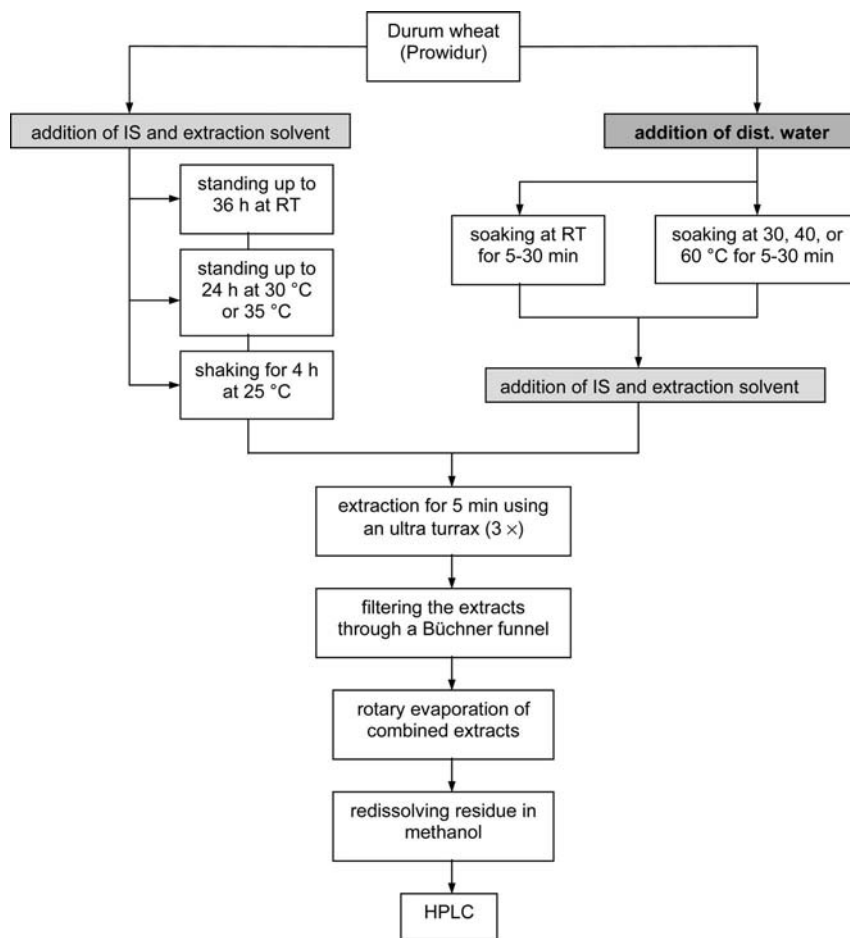 Durum wheat
(Prowidur)
addition of IS and extraction solvent
addition of dist. water
standing up to
36 h at RT
soaking at RT
for 5-30 min
soaking at 30, 40, or
60 °C for 5-30 min
standing up to
24 h at 30 °C
or 35 °C
shaking for 4 h
at 25 °C
addition of IS and extraction solvent
extraction for 5 min using
an ultra turrax (3 ×)
filtering the extracts
through a Büchner funnel
rotary evaporation of
combined extracts
redissolving residue in
methanol
HPLC